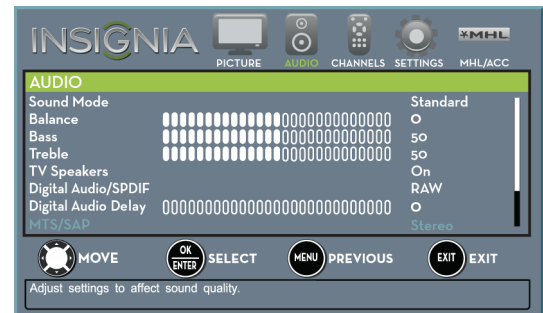 INSIGNIA
PICTURE AUDIO CHANNELS SETTINGS MHL MHL/ACC
AUDIO
Sound Mode Standard
Balance 0
Bass 50
Treble 50
TV Speakers On
Digital Audio/SPDIF RAW
Digital Audio Delay 0
MTS/SAP Stereo
MOVE OK ENTER SELECT MENU PREVIOUS EXIT EXIT
Adjust settings to affect sound quality.